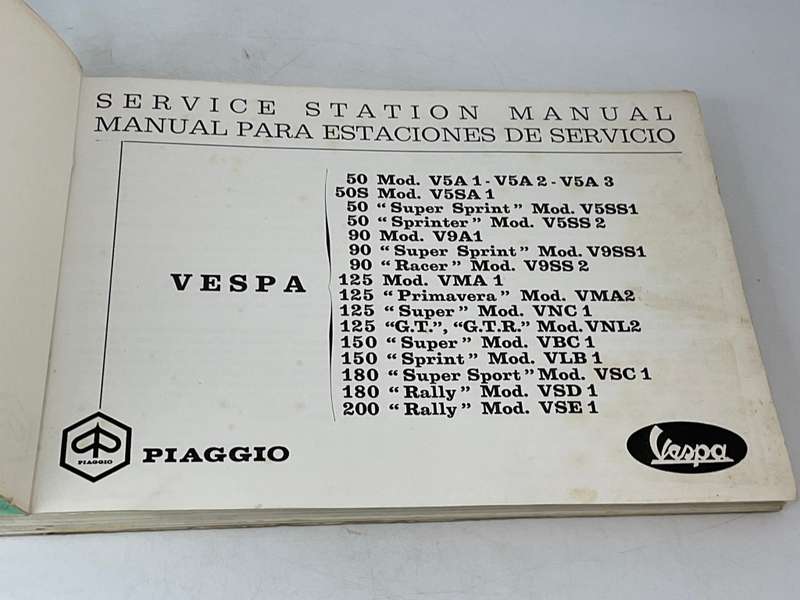 SERVICE STATION MANUAL
MANUAL PARA ESTACIONES DE SERVICIO
VESPA
50 Mod. V5A 1 - V5A 2 - V5A 3
50S Mod. V5SA 1
50 “Super Sprint” Mod. V5SS1
50 “Sprinter” Mod. V5SS 2
90 Mod. V9A1
90 “Super Sprint” Mod. V9SS1
90 “Racer” Mod. V9SS 2
125 Mod. VMA 1
125 “Primavera” Mod. VMA2
125 “Super” Mod. VNC 1
125 “G.T.”, “G.T.R.” Mod. VNL2
150 “Super” Mod. VBC 1
150 “Sprint” Mod. VLB 1
180 “Super Sport” Mod. VSC 1
180 “Rally” Mod. VSD 1
200 “Rally” Mod. VSE 1
PIAGGIO
PIAGGIO
Vespa